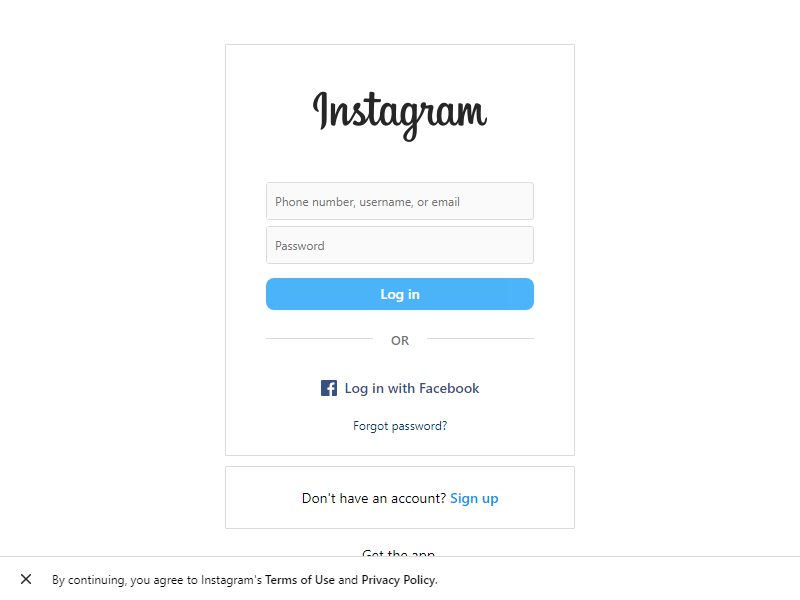 Instagram
Phone number, username, or email
Password
Log in
OR
Log in with Facebook
Forgot password?
Don't have an account? Sign up
Get the app
By continuing, you agree to Instagram's Terms of Use and Privacy Policy.